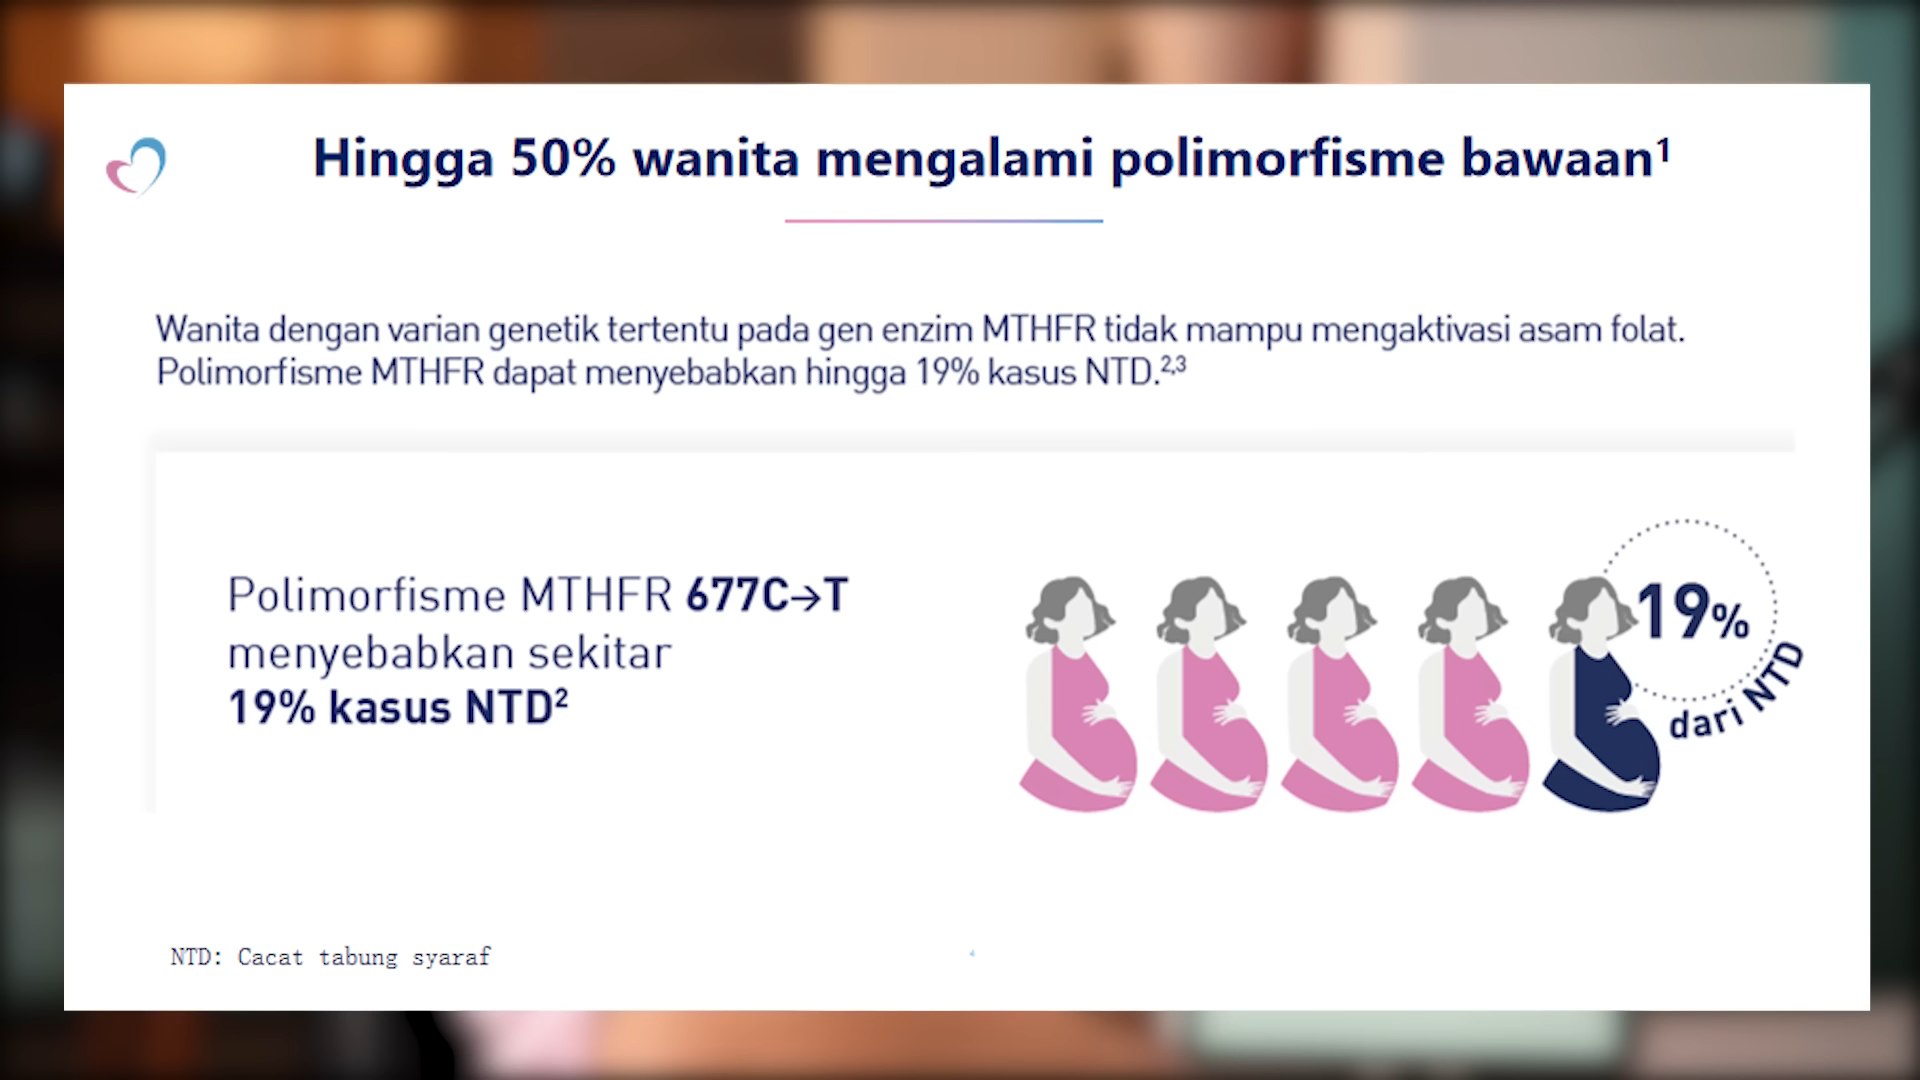 Hingga 50% wanita mengalami polimorfisme bawaan¹
Wanita dengan varian genetik tertentu pada gen enzim MTHFR tidak mampu mengaktivasi asam folat.
Polimorfisme MTHFR dapat menyebabkan hingga 19% kasus NTD.²,³
Polimorfisme MTHFR 677C→T
menyebabkan sekitar
19% kasus NTD²
19%
dari NTD
NTD: Cacat tabung syaraf